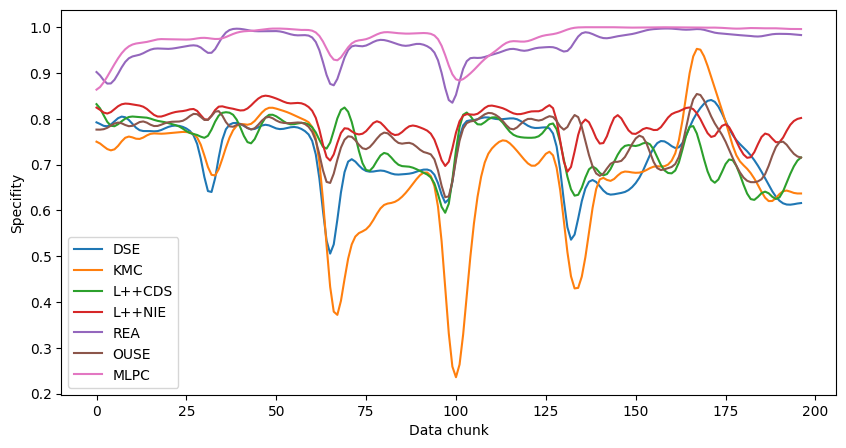 1.0
0.9
0.8
0.7
0.6
0.5
0.4
0.3
0.2
Specifity
DSE
KMC
L++CDS
L++NIE
REA
OUSE
MLPC
0 25 50 75 100 125 150 175 200
Data chunk